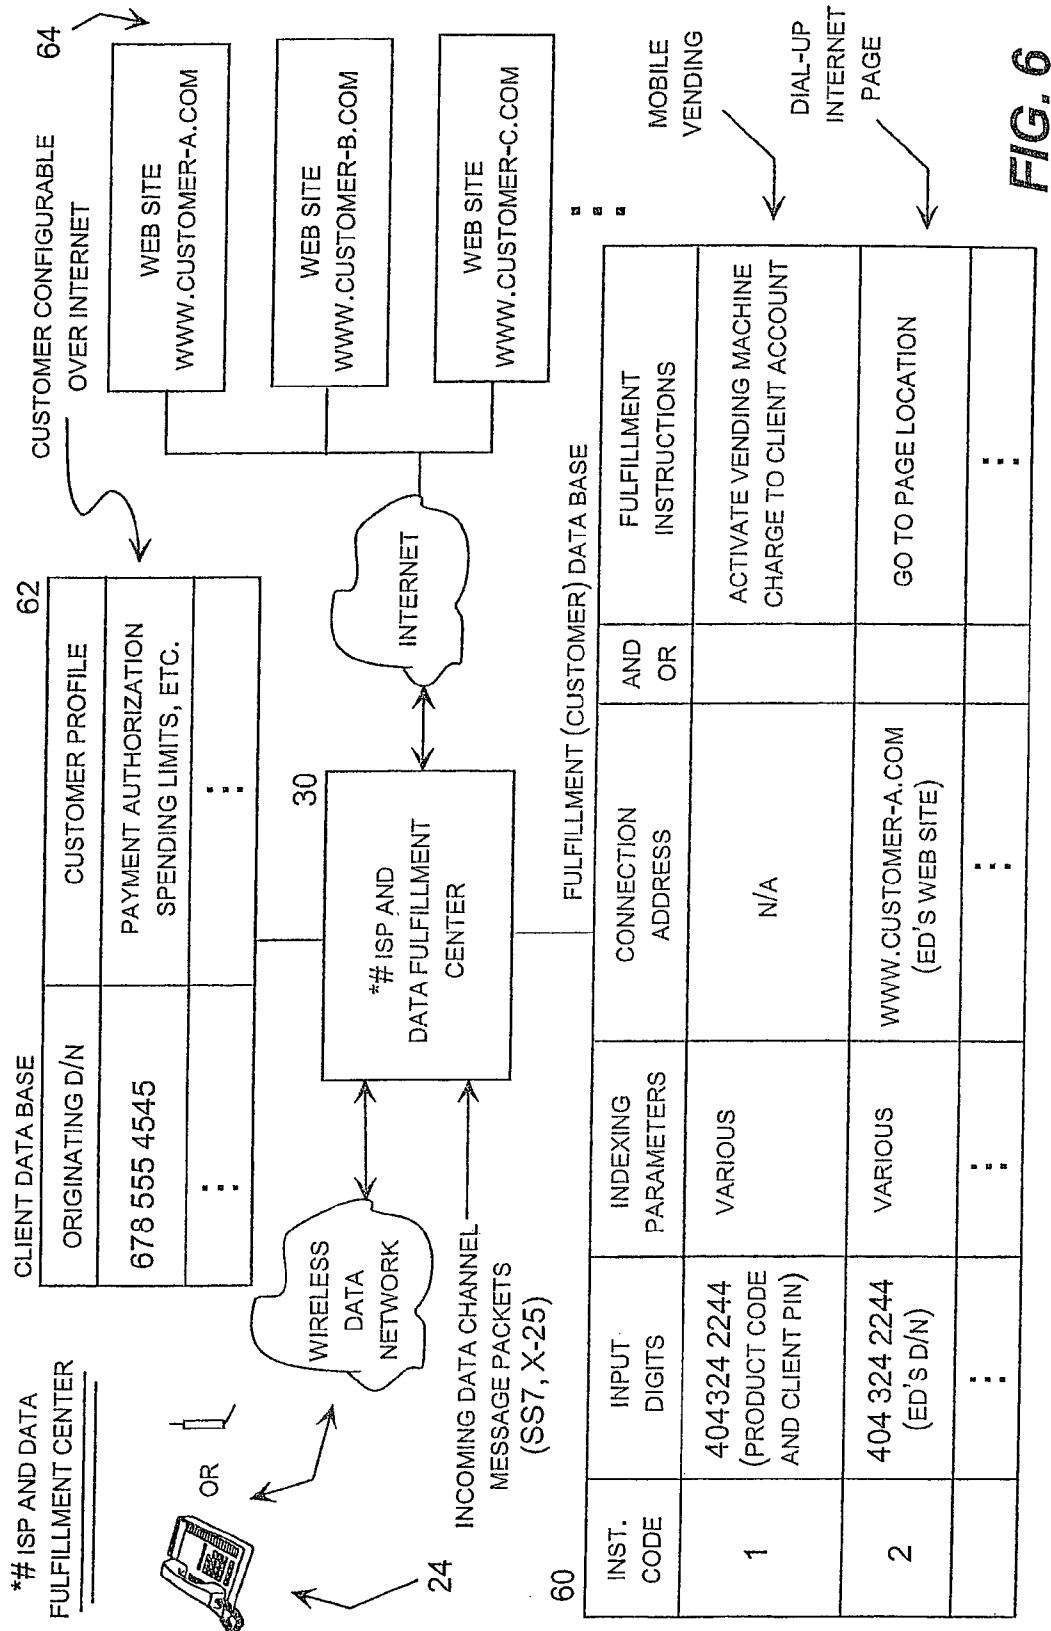 *# ISP AND DATA
FULFILLMENT CENTER
OR
24
WIRELESS
DATA
NETWORK
INCOMING DATA CHANNEL
MESSAGE PACKETS
(SS7, X-25)
CLIENT DATA BASE
62
ORIGINATING D/N
CUSTOMER PROFILE
678 555 4545
PAYMENT AUTHORIZATION
SPENDING LIMITS, ETC.
CUSTOMER CONFIGURABLE
OVER INTERNET
64
30
*# ISP AND
DATA FULFILLMENT
CENTER
INTERNET
WEB SITE
WWW.CUSTOMER-A.COM
WEB SITE
WWW.CUSTOMER-B.COM
WEB SITE
WWW.CUSTOMER-C.COM
60
FULFILLMENT (CUSTOMER) DATA BASE
INST.
CODE
INPUT
DIGITS
INDEXING
PARAMETERS
CONNECTION
ADDRESS
AND
OR
FULFILLMENT
INSTRUCTIONS
1
404324 2244
(PRODUCT CODE
AND CLIENT PIN)
VARIOUS
N/A
ACTIVATE VENDING MACHINE
CHARGE TO CLIENT ACCOUNT
MOBILE
VENDING
2
404 324 2244
(ED'S D/N)
VARIOUS
WWW.CUSTOMER-A.COM
(ED'S WEB SITE)
GO TO PAGE LOCATION
DIAL-UP
INTERNET
PAGE
FIG. 6